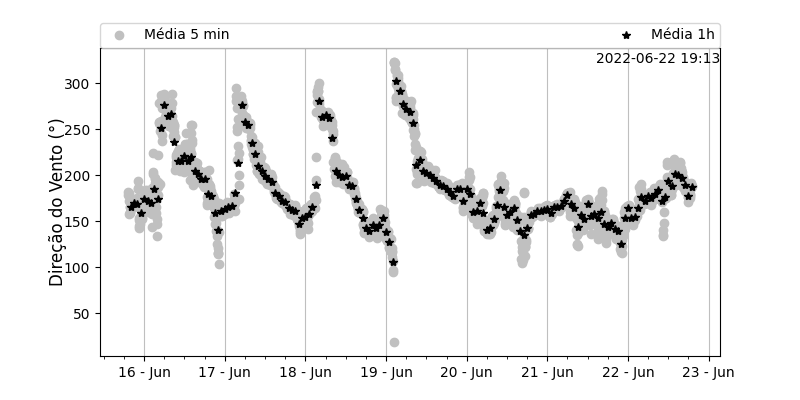 Média 5 min
Média 1h
2022-06-22 19:13
Direção do Vento (°)
300
250
200
150
100
50
16 - Jun
17 - Jun
18 - Jun
19 - Jun
20 - Jun
21 - Jun
22 - Jun
23 - Jun